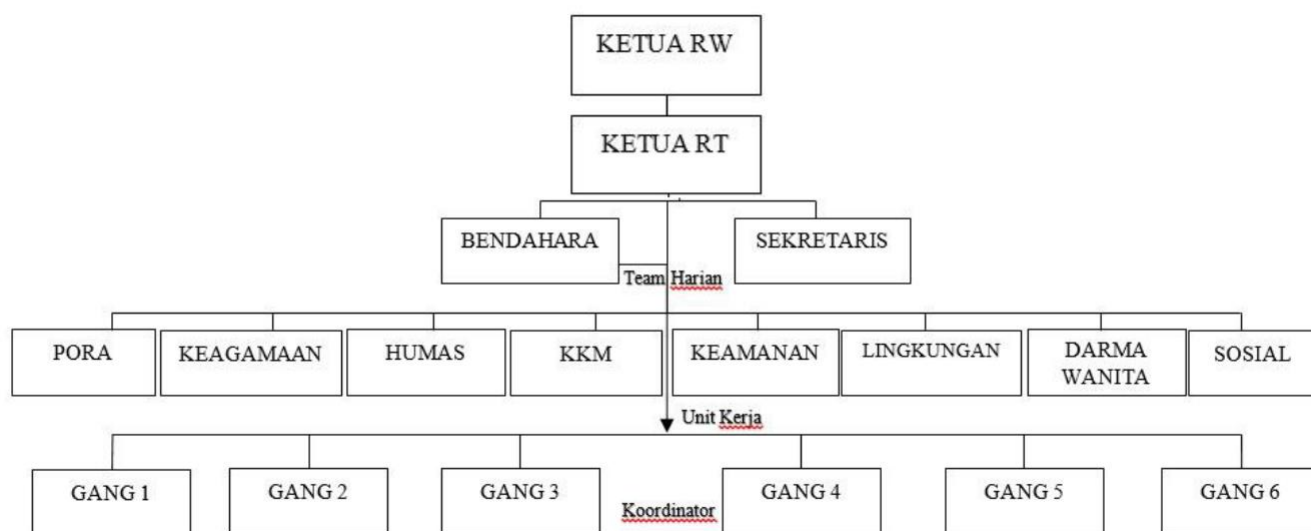 KETUA RW
KETUA RT
BENDAHARA
SEKRETARIS
Team Harian
PORA
KEAGAMAAN
HUMAS
KKM
KEAMANAN
LINGKUNGAN
DARMA
WANITA
SOSIAL
Unit Kerja
GANG 1
GANG 2
GANG 3
GANG 4
GANG 5
GANG 6
Koordinator